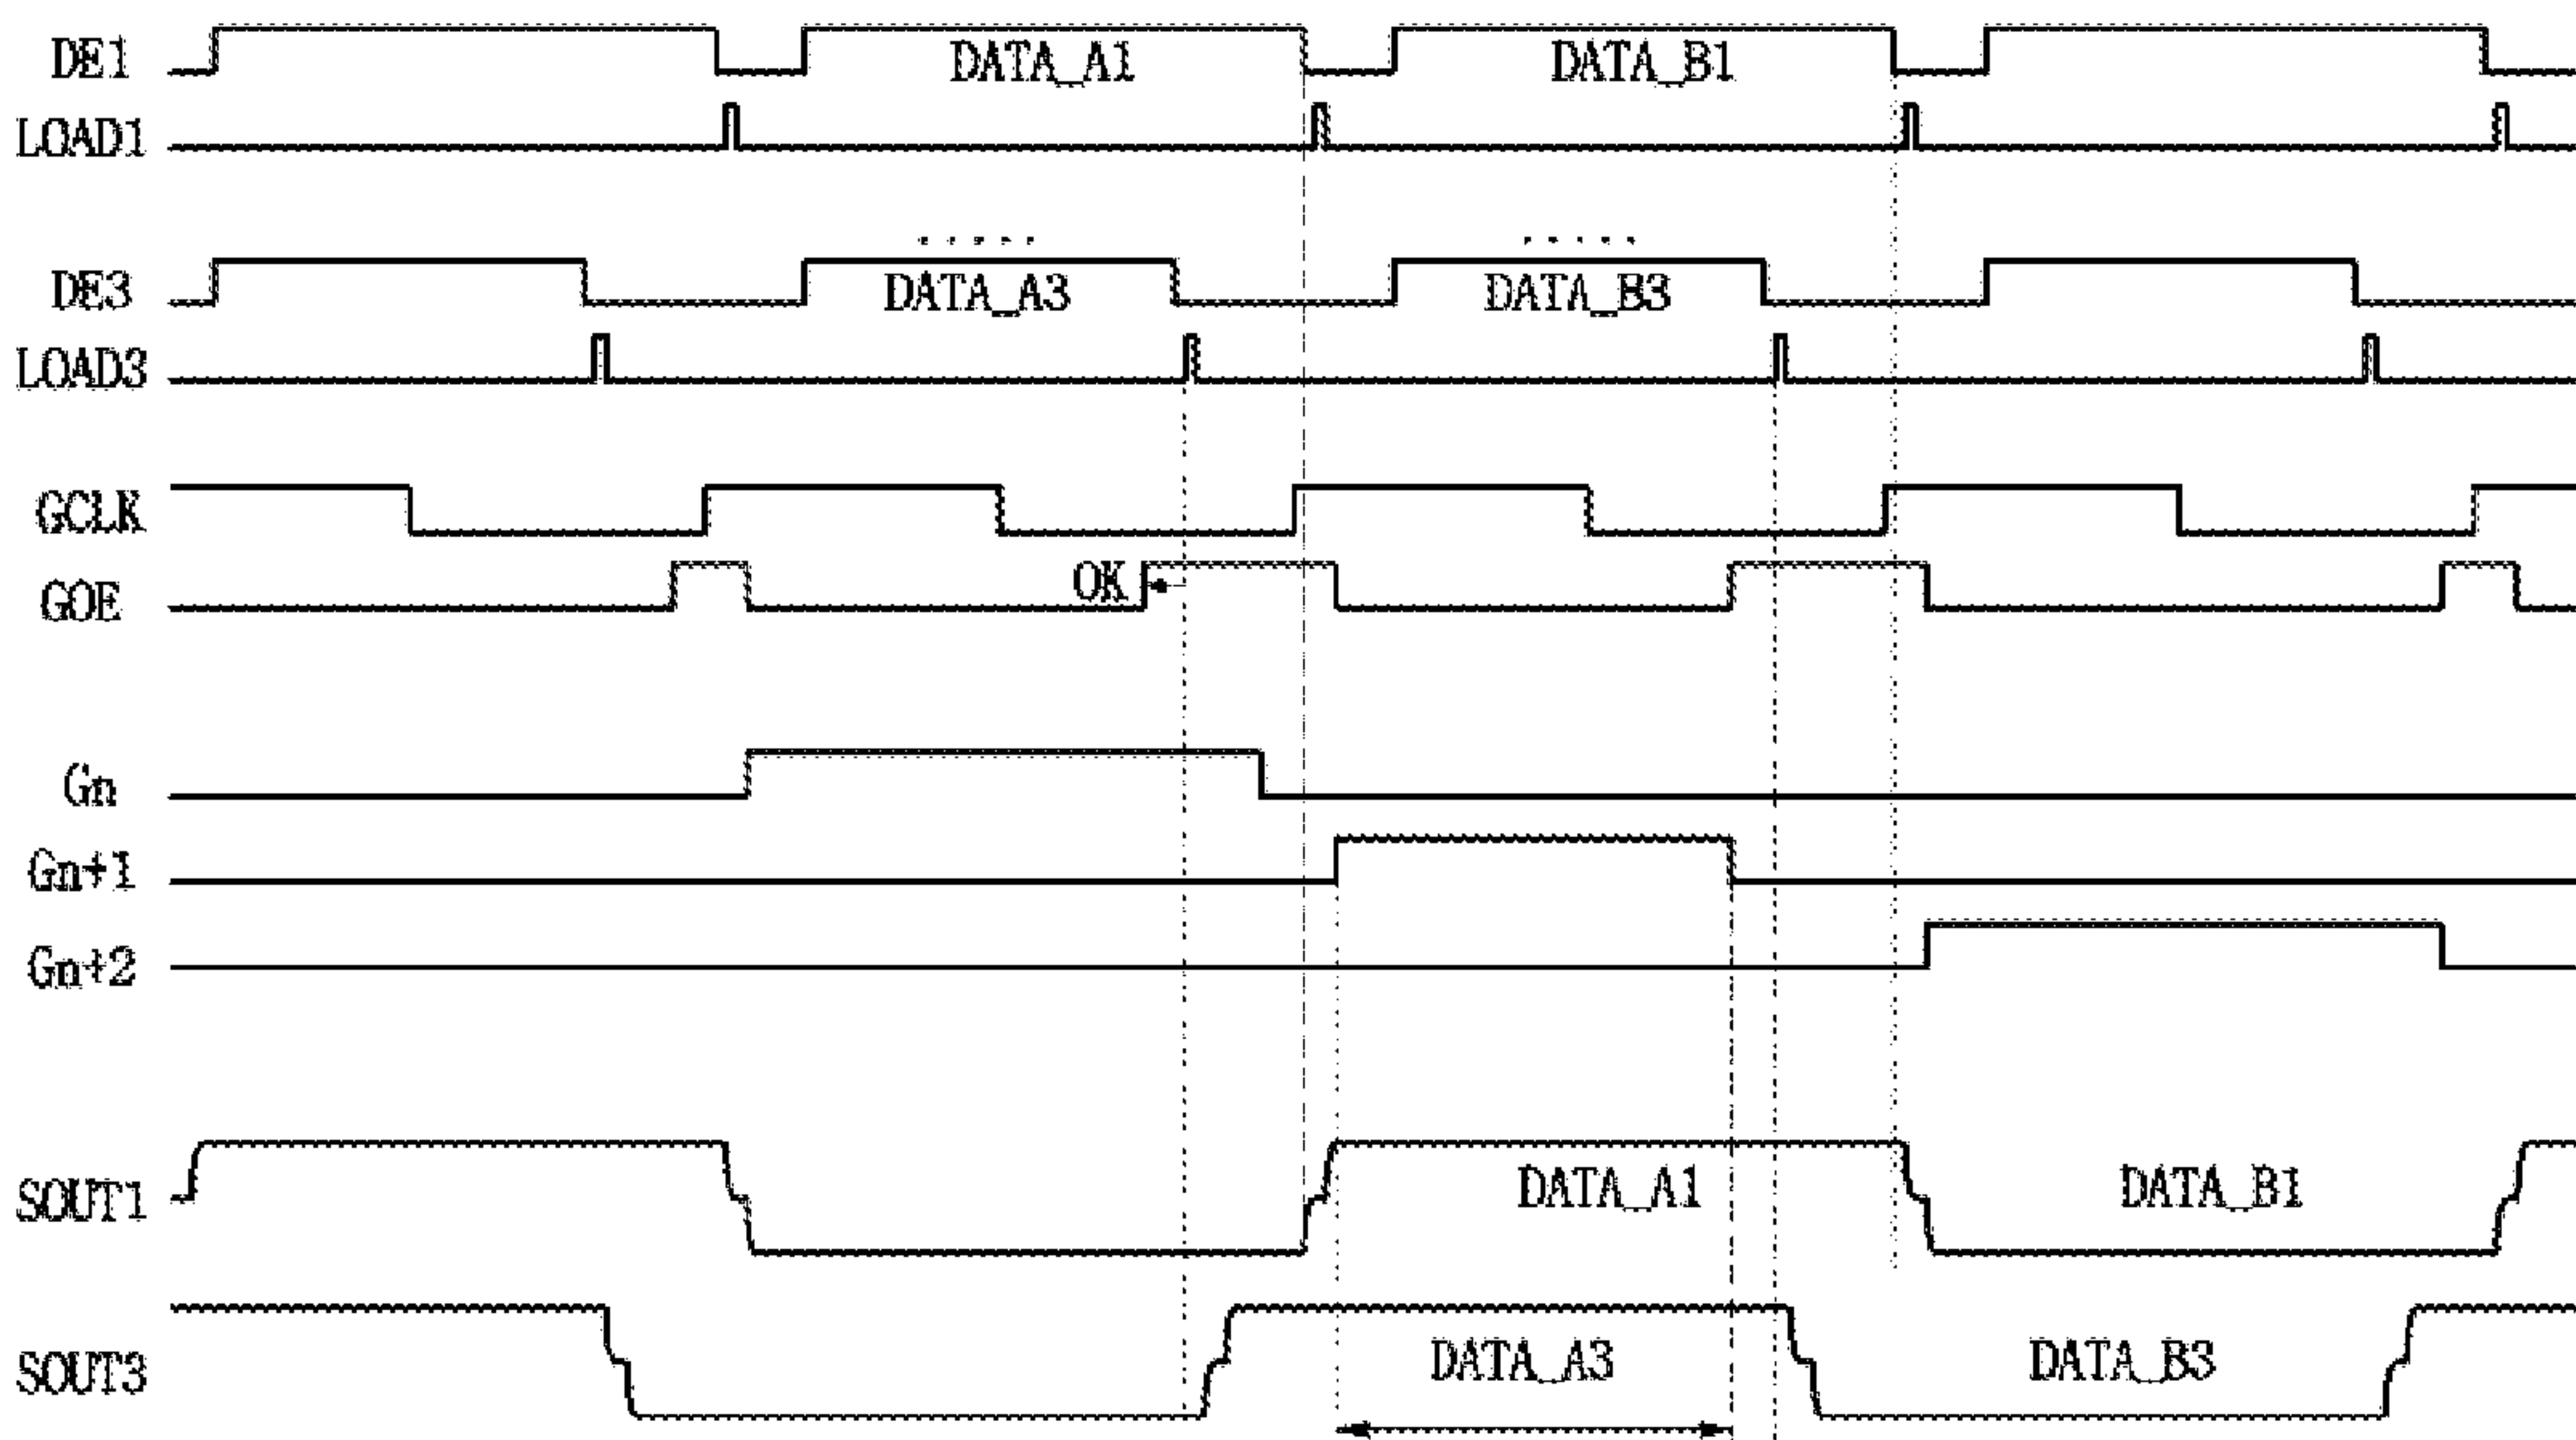 DE1 DATA_A1 DATA_B1
LOAD1
DE3 DATA_A3 DATA_B3
LOAD3
GCLK
GOE OK
Gn
Gn+1
Gn+2
SOUT1 DATA_A1 DATA_B1
SOUT3 DATA_A3 DATA_B3